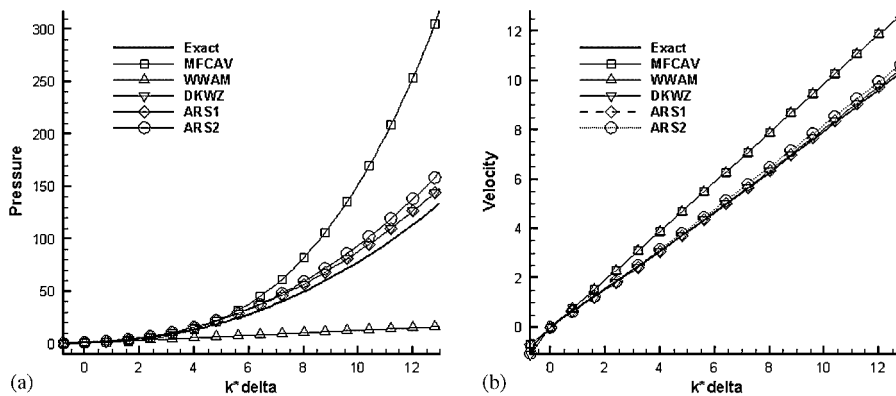 300
250
200
150
100
50
0
Pressure
Exact
MFCAV
WWAM
DKWZ
ARS1
ARS2
0 2 4 6 8 10 12
k* delta
(a)
12
10
8
6
4
2
0
Velocity
Exact
MFCAV
WWAM
DKWZ
ARS1
ARS2
0 2 4 6 8 10 12 14
k* delta
(b)